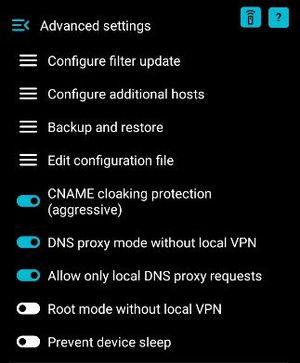 Advanced settings
?
Configure filter update
Configure additional hosts
Backup and restore
Edit configuration file
CNAME cloaking protection
(aggressive)
DNS proxy mode without local VPN
Allow only local DNS proxy requests
Root mode without local VPN
Prevent device sleep